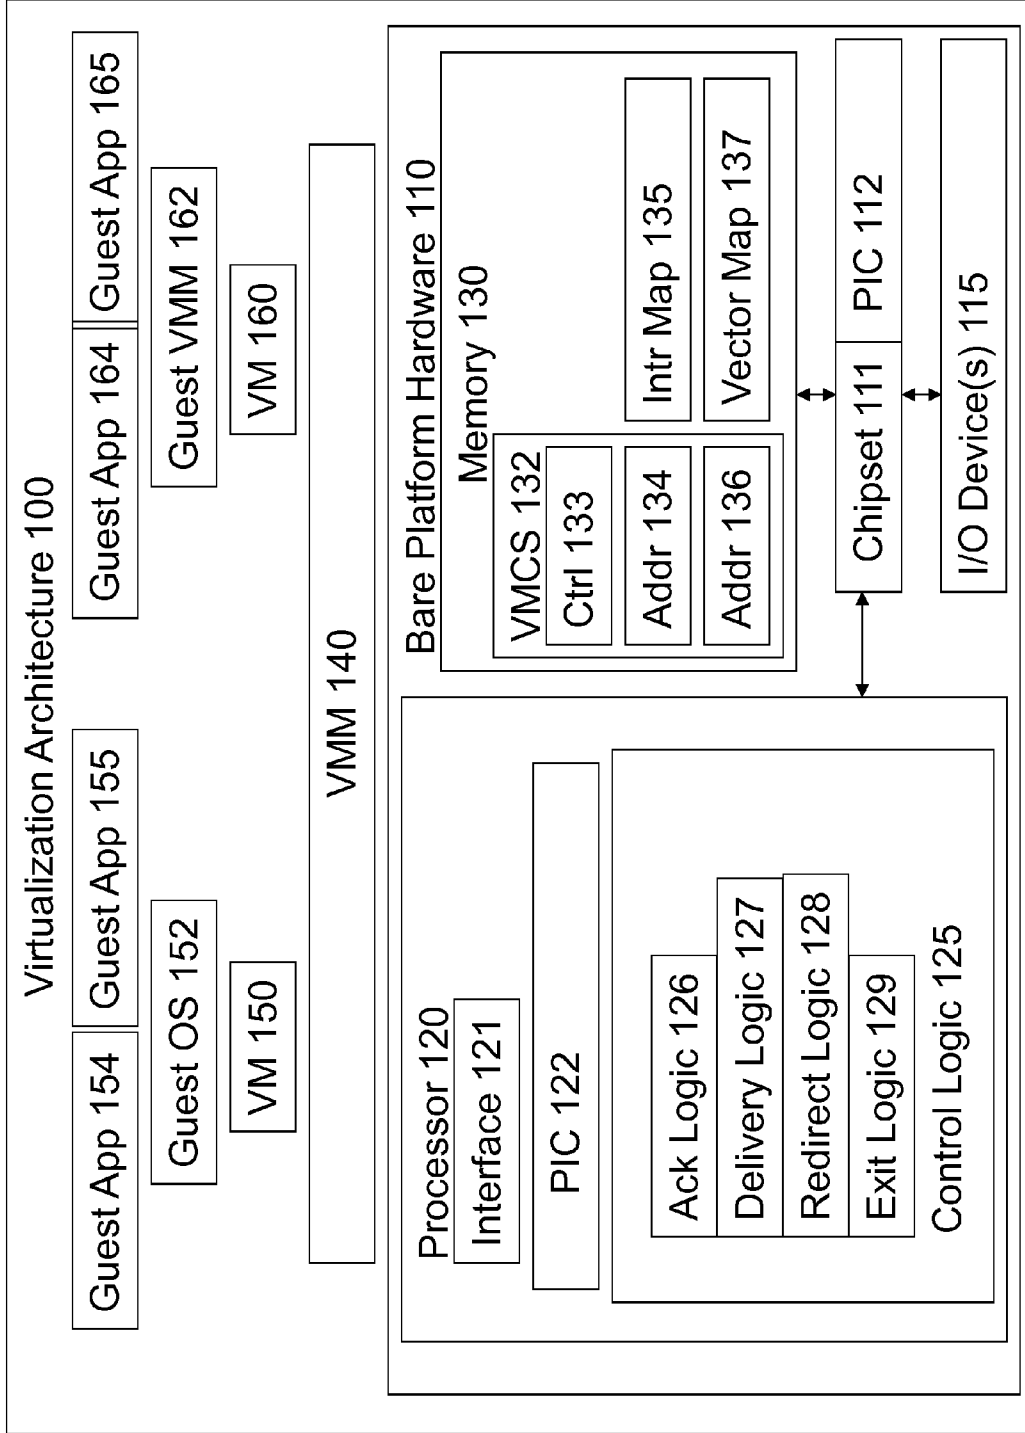 Virtualization Architecture 100
Guest App 154
Guest App 155
Guest App 164
Guest App 165
Guest OS 152
Guest VMM 162
VM 150
VM 160
VMM 140
Bare Platform Hardware 110
Processor 120
Interface 121
PIC 122
Ack Logic 126
Delivery Logic 127
Redirect Logic 128
Exit Logic 129
Control Logic 125
Memory 130
VMCS 132
Ctrl 133
Addr 134
Intr Map 135
Addr 136
Vector Map 137
Chipset 111
PIC 112
I/O Device(s) 115